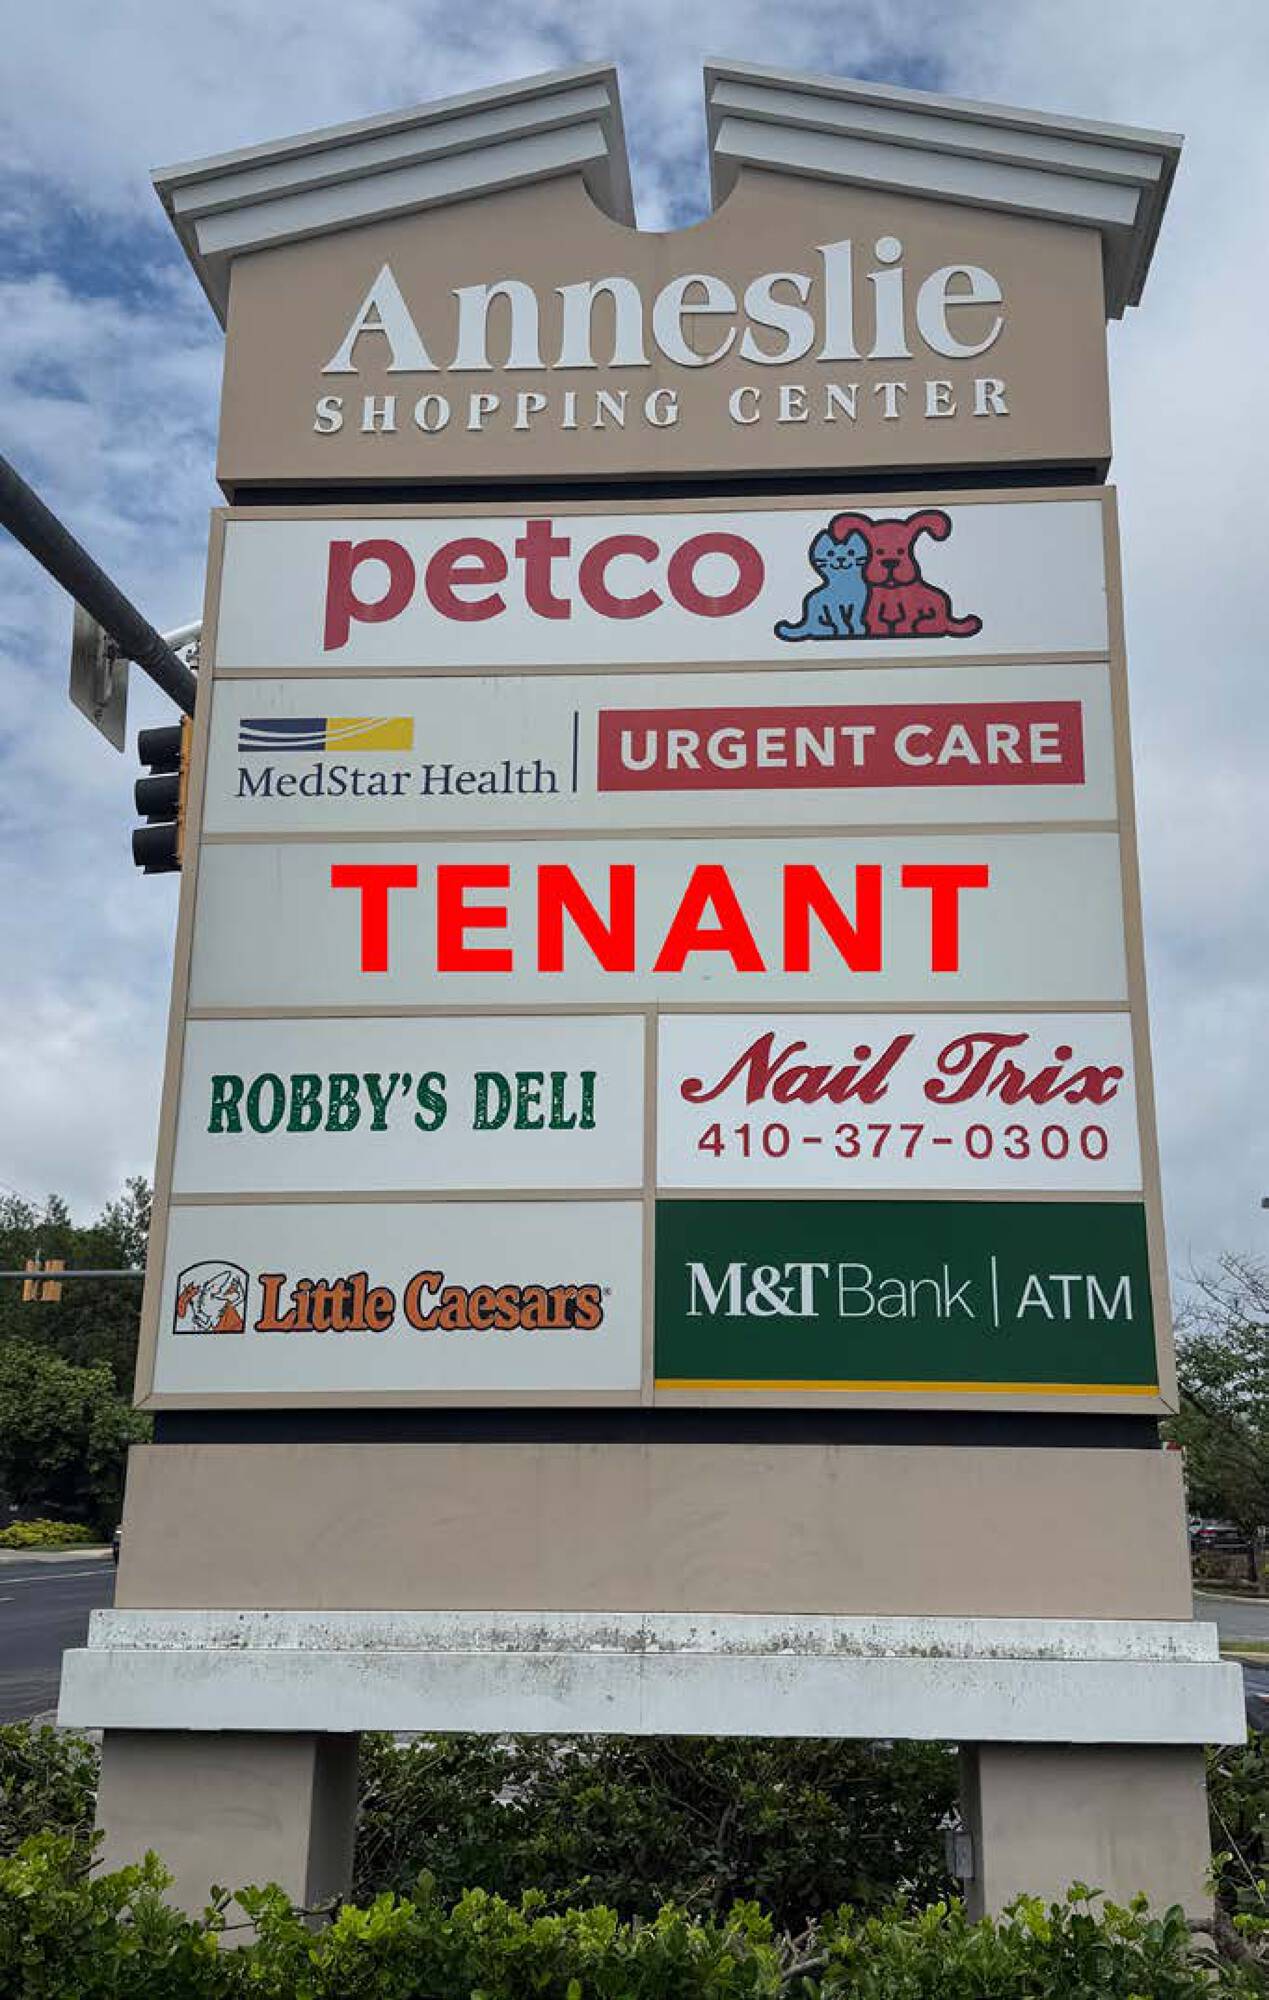 Anneslie
SHOPPING CENTER
petco
MedStar Health
URGENT CARE
TENANT
ROBBY'S DELI
Nail Trix
410-377-0300
Little Caesars®
M&T Bank | ATM